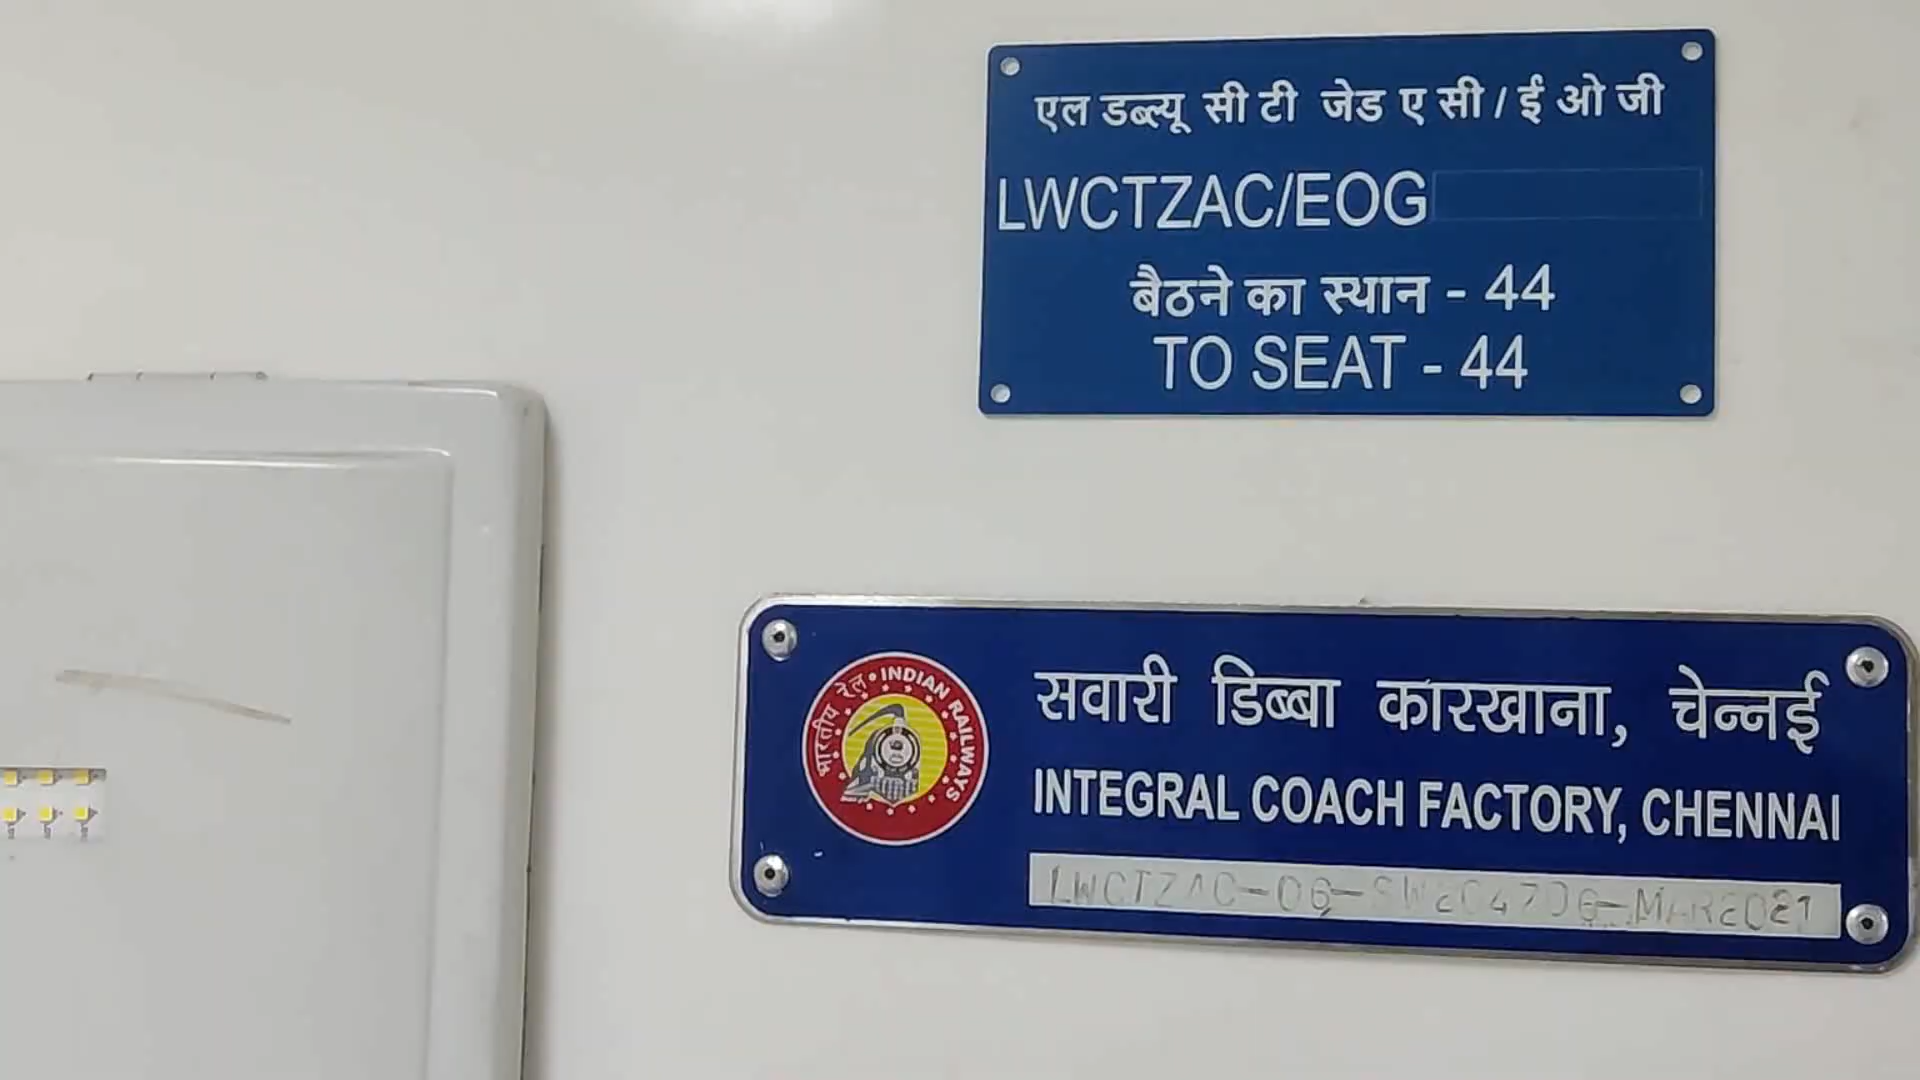 एल डब्ल्यू सी टी जेड ए सी / ई ओ जी
LWCTZAC/EOG
बैठने का स्थान - 44
TO SEAT - 44
भारतीय रेल • INDIAN RAILWAYS
सवारी डिब्बा कारखाना, चेन्नई
INTEGRAL COACH FACTORY, CHENNAI
LWCTZAC-06-SW204706-MAR2021